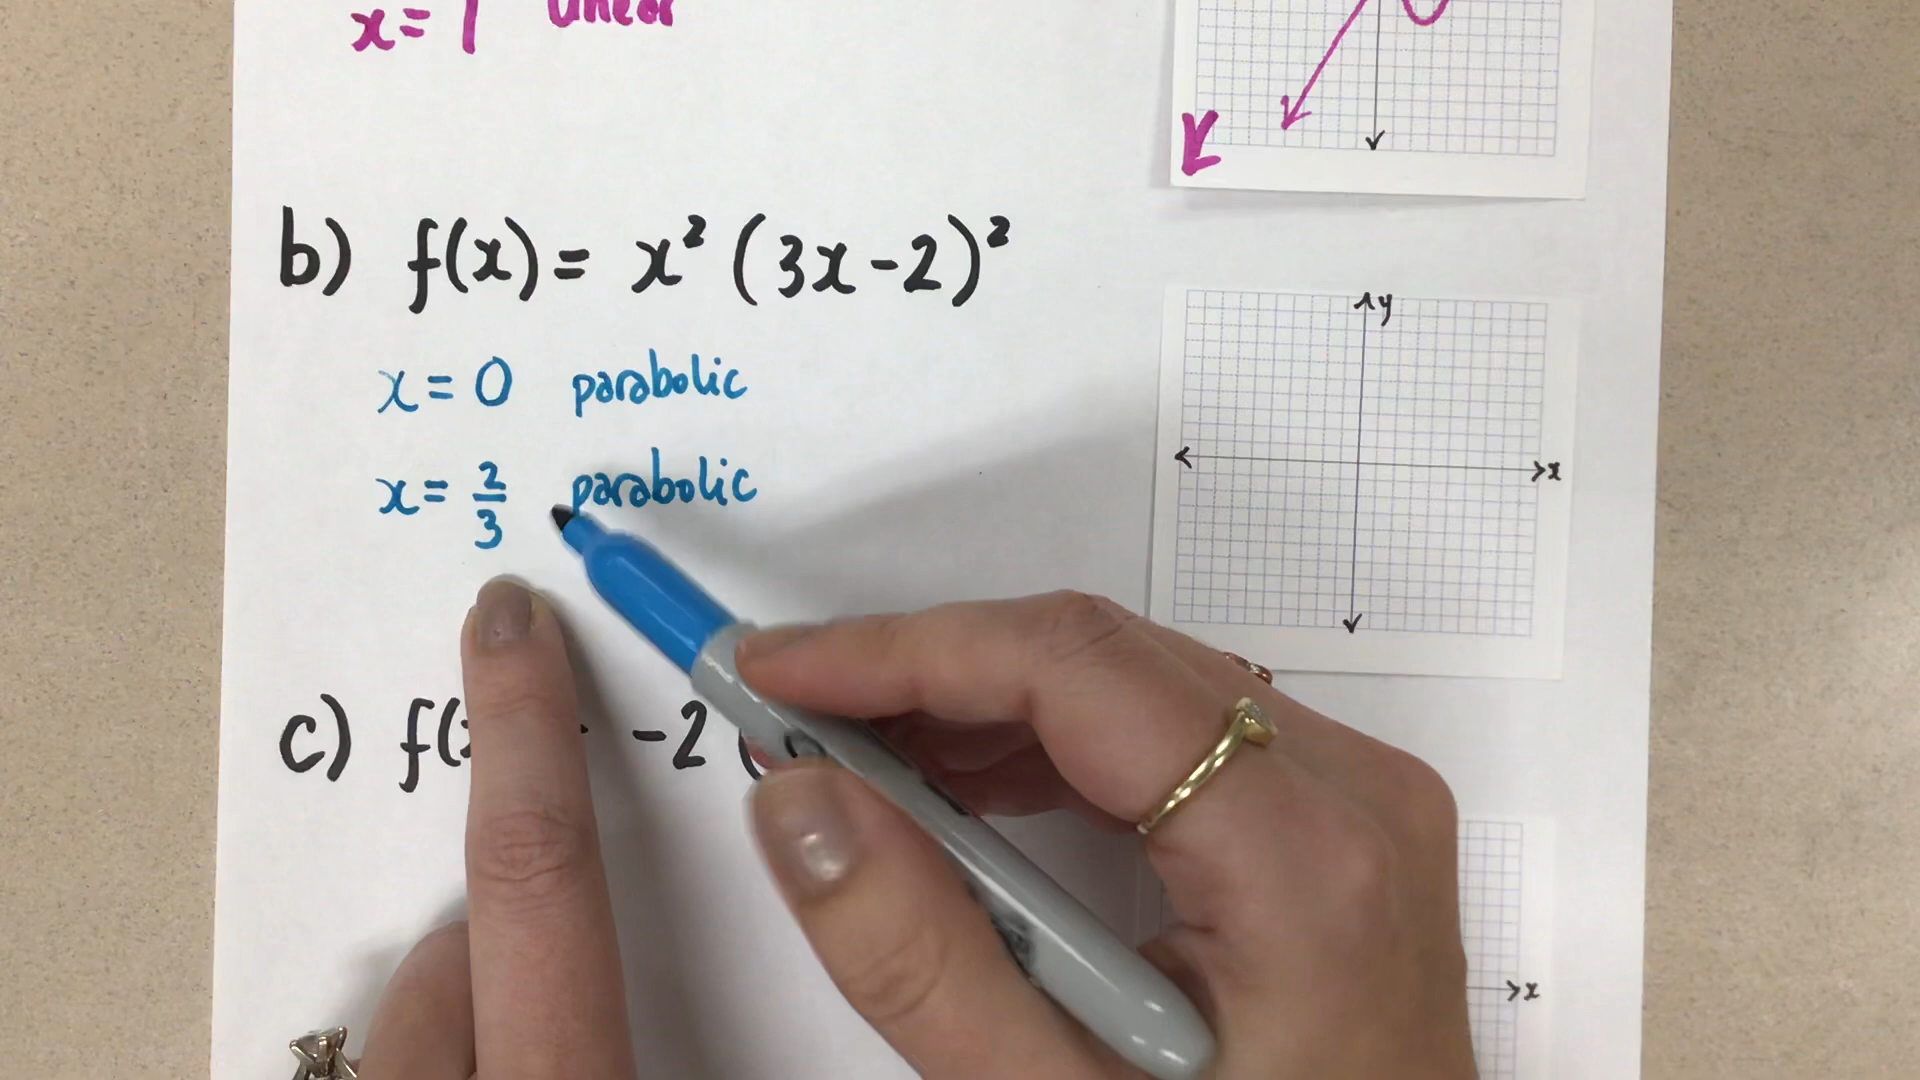 x = 1 linear
b) f(x) = x² (3x - 2)²
x = 0 parabolic
x = 2/3 parabolic
y
x
c) f( -2 (
x